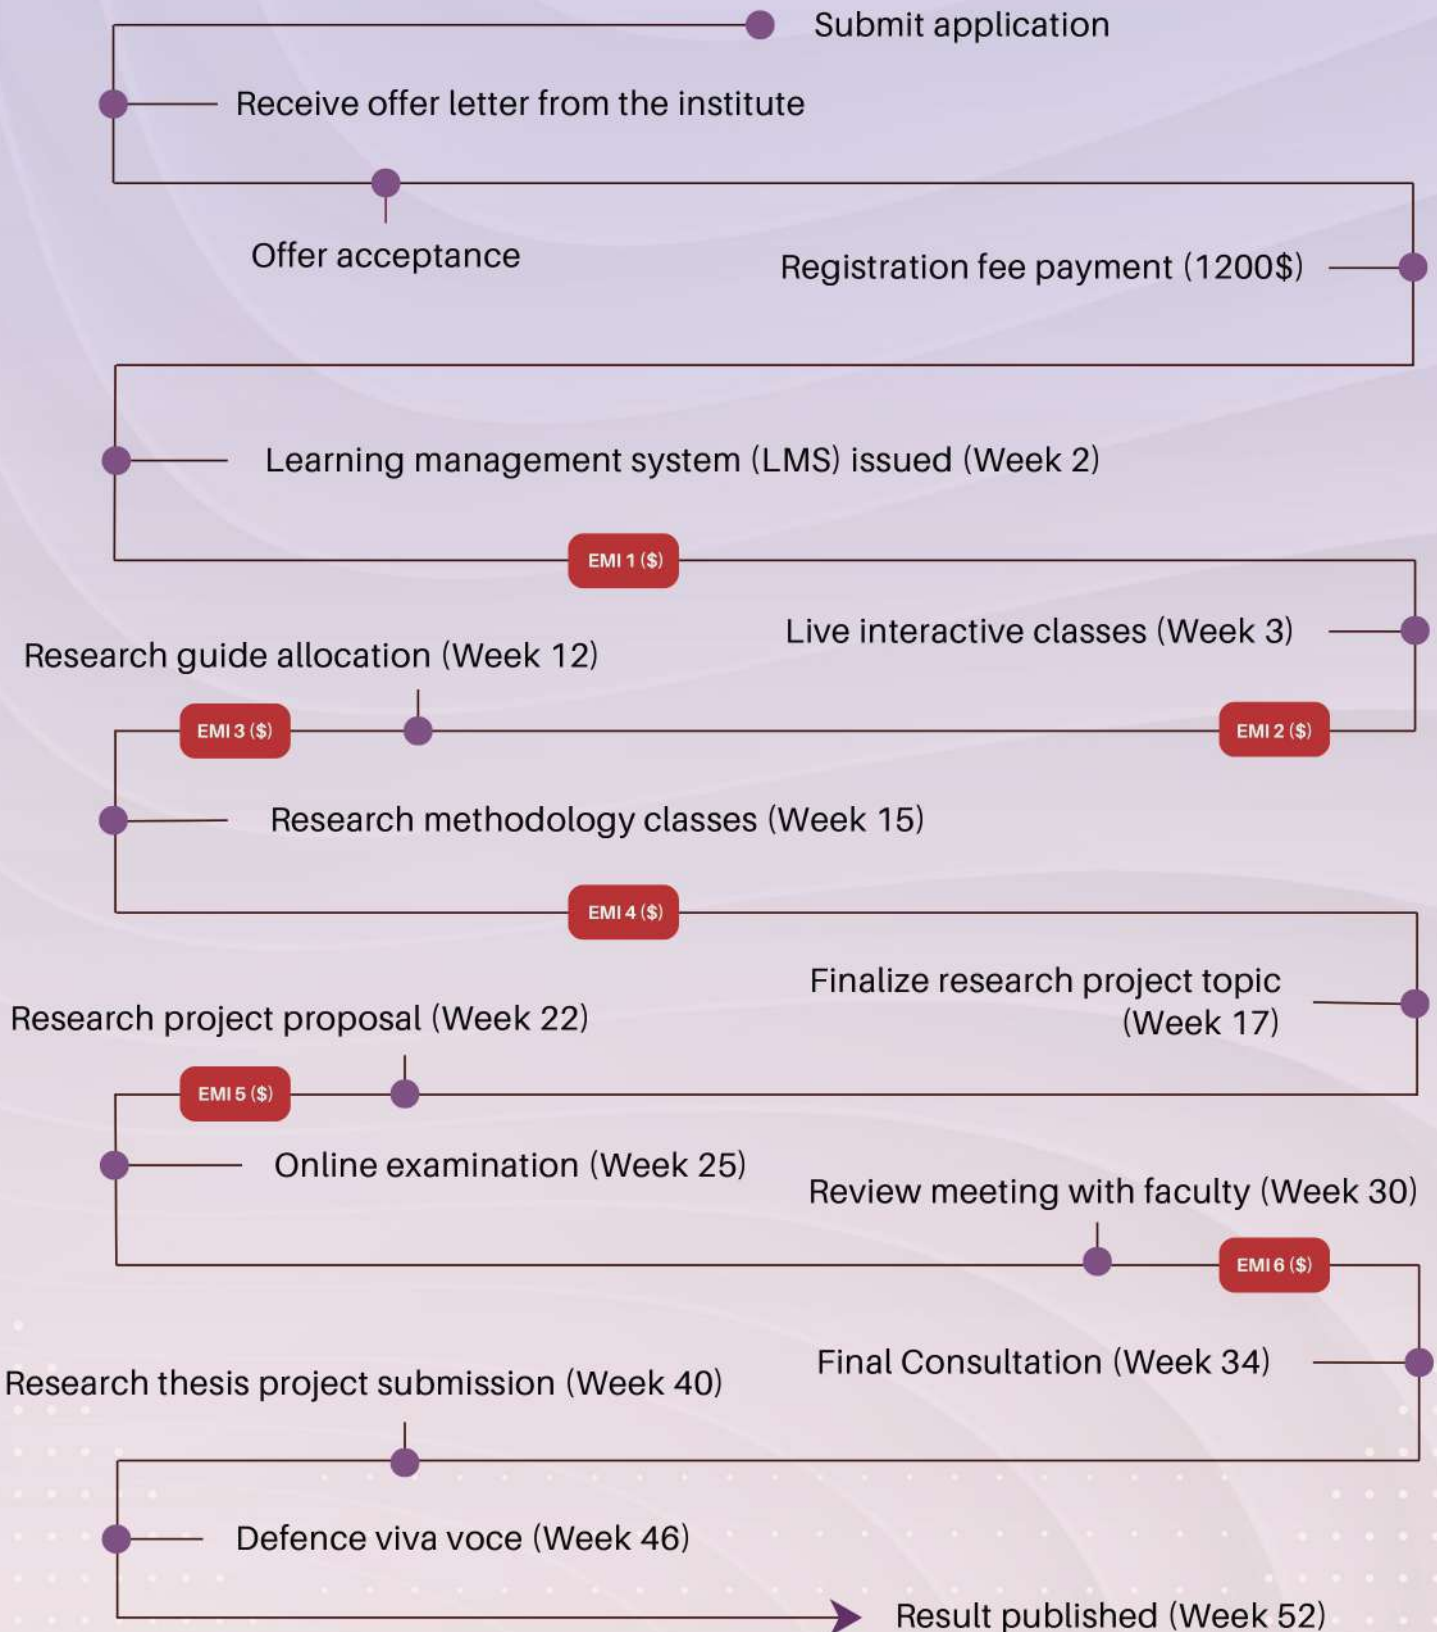 Submit application
Receive offer letter from the institute
Offer acceptance
Registration fee payment (1200$)
Learning management system (LMS) issued (Week 2)
EMI 1 ($)
Live interactive classes (Week 3)
EMI 2 ($)
Research guide allocation (Week 12)
EMI 3 ($)
Research methodology classes (Week 15)
EMI 4 ($)
Finalize research project topic
(Week 17)
Research project proposal (Week 22)
EMI 5 ($)
Online examination (Week 25)
Review meeting with faculty (Week 30)
EMI 6 ($)
Final Consultation (Week 34)
Research thesis project submission (Week 40)
Defence viva voce (Week 46)
Result published (Week 52)